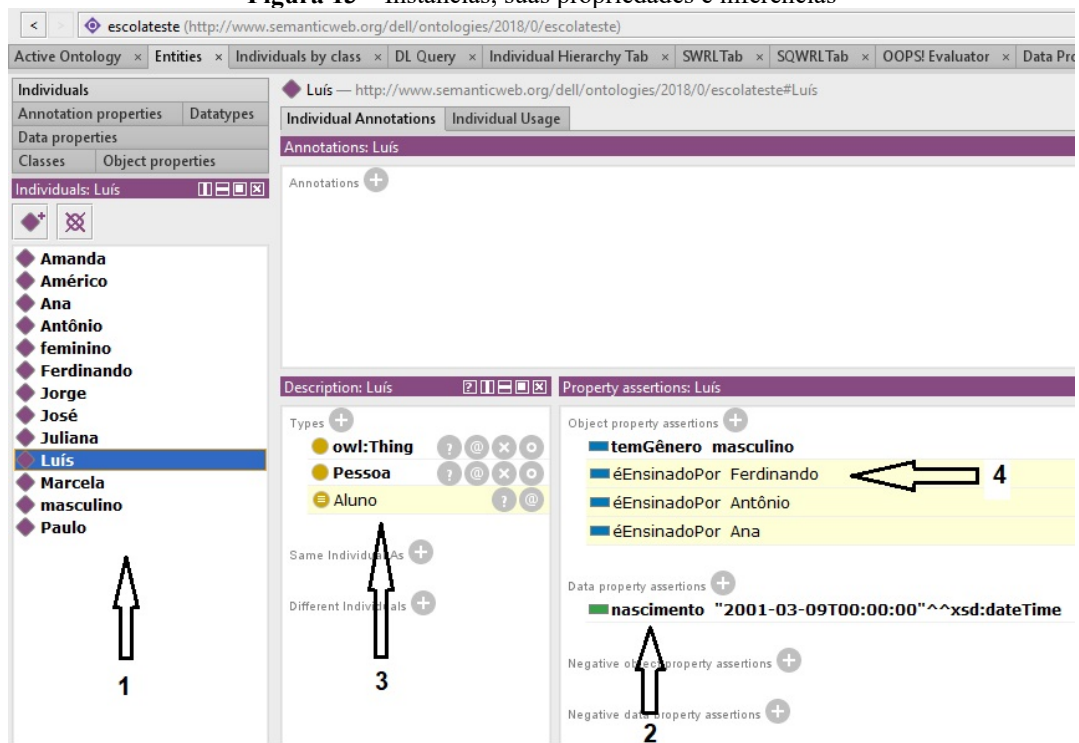 Figura 13 – Instâncias, suas propriedades e inferências
< > escolateste (http://www.semanticweb.org/dell/ontologies/2018/0/escolateste)
Active Ontology × Entities × Individuals by class × DL Query × Individual Hierarchy Tab × SWRLTab × SQWRLTab × OOPS! Evaluator × Data Pro
Individuals
Annotation properties Datatypes
Data properties
Classes Object properties
Individuals: Luís
Amanda
Américo
Ana
Antônio
feminino
Ferdinando
Jorge
José
Juliana
Luís
Marcela
masculino
Paulo
1
Luís — http://www.semanticweb.org/dell/ontologies/2018/0/escolateste#Luís
Individual Annotations Individual Usage
Annotations: Luís
Annotations
Description: Luís
Types
owl:Thing
Pessoa
Aluno
Same Individual As
Different Individuals
3
Property assertions: Luís
Object property assertions
temGênero masculino
éEnsinadoPor Ferdinando 4
éEnsinadoPor Antônio
éEnsinadoPor Ana
Data property assertions
nascimento "2001-03-09T00:00:00"^^xsd:dateTime
Negative object property assertions
Negative data property assertions
2